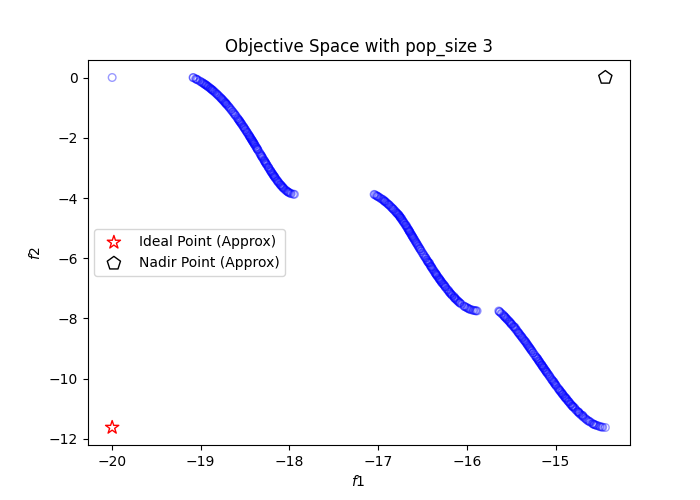 Objective Space with pop_size 3
0
−2
−4
−6
−8
−10
−12
f2
Ideal Point (Approx)
Nadir Point (Approx)
−20
−19
−18
−17
−16
−15
f1